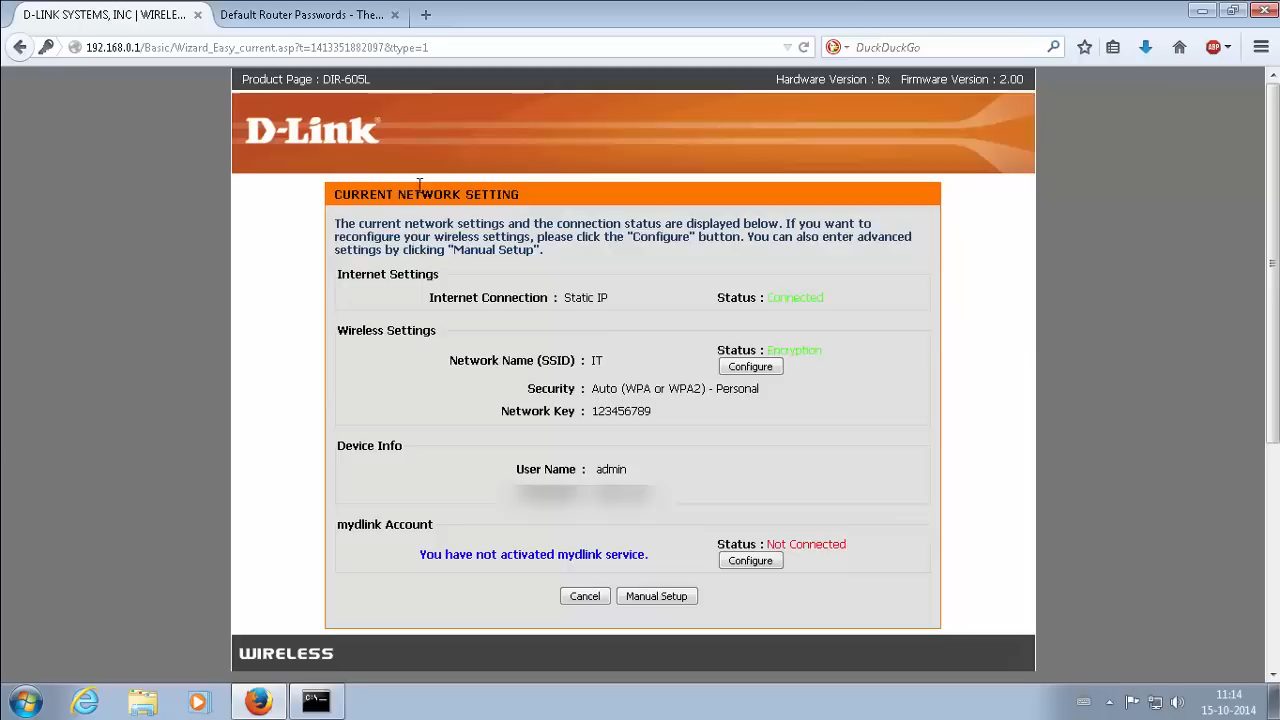 D-LINK SYSTEMS, INC | WIRELE...
Default Router Passwords - The...
192.168.0.1/Basic/Wizard_Easy_current.asp?t=1413351882097&type=1
DuckDuckGo
ABP
Product Page : DIR-605L
Hardware Version : Bx Firmware Version : 2.00
D-Link
CURRENT NETWORK SETTING
The current network settings and the connection status are displayed below. If you want to
reconfigure your wireless settings, please click the "Configure" button. You can also enter advanced
settings by clicking "Manual Setup".
Internet Settings
Internet Connection : Static IP
Status : Connected
Wireless Settings
Status : Encryption
Network Name (SSID) : IT
Configure
Security : Auto (WPA or WPA2) - Personal
Network Key : 123456789
Device Info
User Name : admin
mydlink Account
Status : Not Connected
You have not activated mydlink service.
Configure
Cancel
Manual Setup
WIRELESS
11:14
15-10-2014